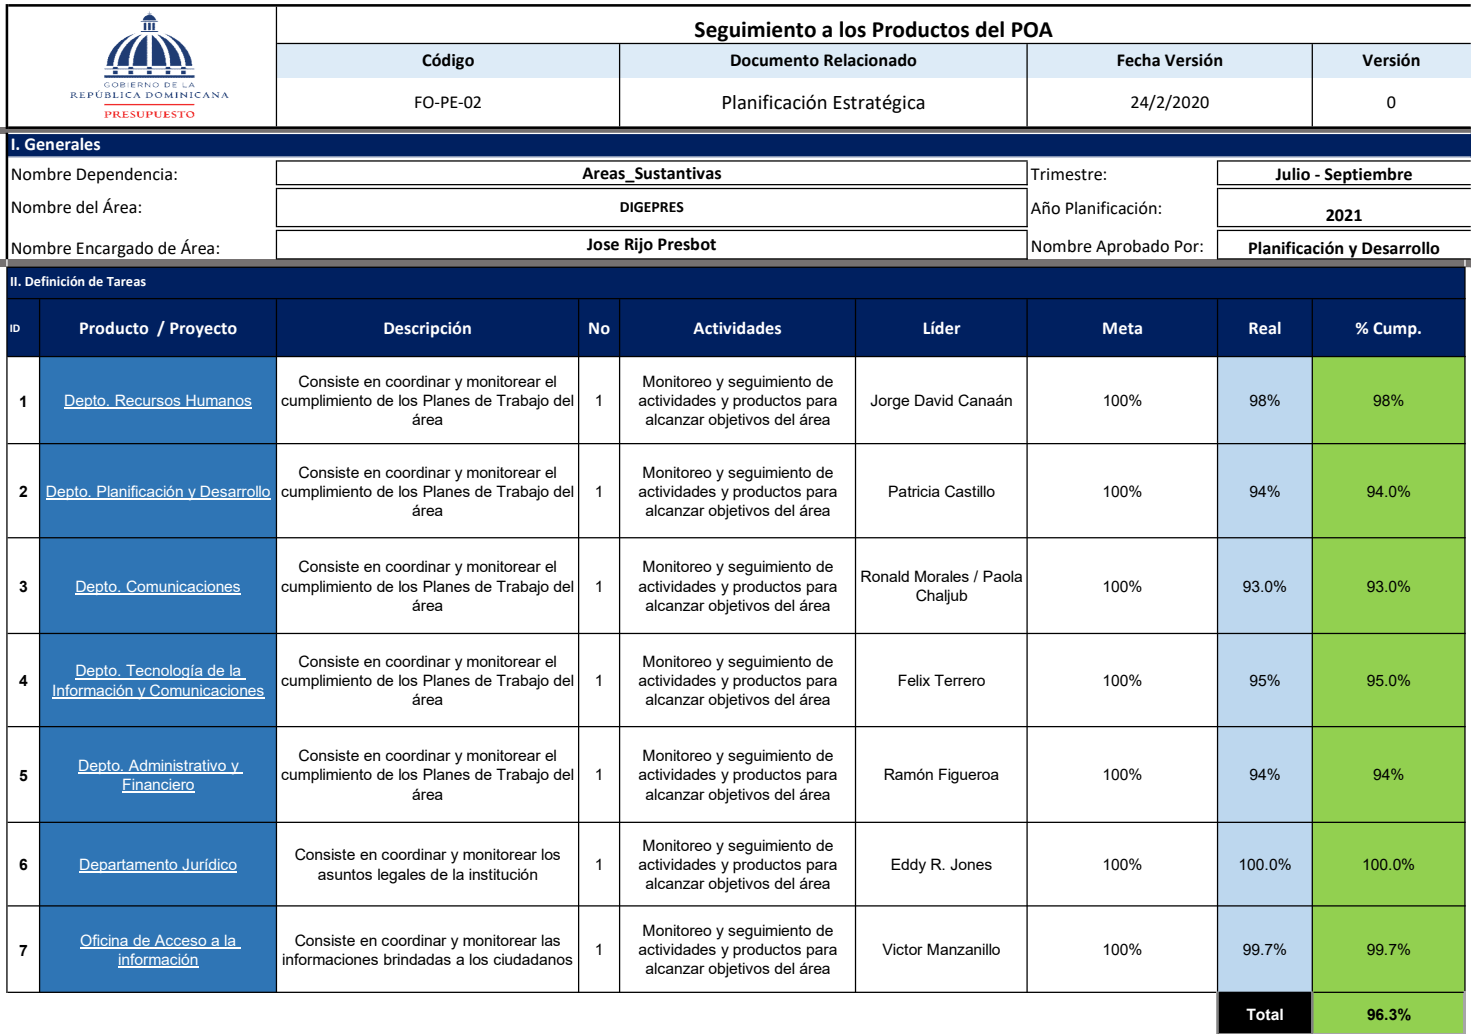 GOBIERNO DE LA
REPÚBLICA DOMINICANA
PRESUPUESTO
Seguimiento a los Productos del POA
Código Documento Relacionado Fecha Versión Versión
FO-PE-02 Planificación Estratégica 24/2/2020 0
I. Generales
Nombre Dependencia: Areas_Sustantivas Trimestre: Julio - Septiembre
Nombre del Área: DIGEPRES Año Planificación: 2021
Nombre Encargado de Área: Jose Rijo Presbot Nombre Aprobado Por: Planificación y Desarrollo
II. Definición de Tareas
ID Producto / Proyecto Descripción No Actividades Líder Meta Real % Cump.
1
Depto. Recursos Humanos
Consiste en coordinar y monitorear el
cumplimiento de los Planes de Trabajo del
área
1
Monitoreo y seguimiento de
actividades y productos para
alcanzar objetivos del área
Jorge David Canaán
100%
98%
98%
2
Depto. Planificación y Desarrollo
Consiste en coordinar y monitorear el
cumplimiento de los Planes de Trabajo del
área
1
Monitoreo y seguimiento de
actividades y productos para
alcanzar objetivos del área
Patricia Castillo
100%
94%
94.0%
3
Depto. Comunicaciones
Consiste en coordinar y monitorear el
cumplimiento de los Planes de Trabajo del
área
1
Monitoreo y seguimiento de
actividades y productos para
alcanzar objetivos del área
Ronald Morales / Paola
Chaljub
100%
93.0%
93.0%
4
Depto. Tecnología de la
Información y Comunicaciones
Consiste en coordinar y monitorear el
cumplimiento de los Planes de Trabajo del
área
1
Monitoreo y seguimiento de
actividades y productos para
alcanzar objetivos del área
Felix Terrero
100%
95%
95.0%
5
Depto. Administrativo y
Financiero
Consiste en coordinar y monitorear el
cumplimiento de los Planes de Trabajo del
área
1
Monitoreo y seguimiento de
actividades y productos para
alcanzar objetivos del área
Ramón Figueroa
100%
94%
94%
6
Departamento Jurídico
Consiste en coordinar y monitorear los
asuntos legales de la institución
1
Monitoreo y seguimiento de
actividades y productos para
alcanzar objetivos del área
Eddy R. Jones
100%
100.0%
100.0%
7
Oficina de Acceso a la
información
Consiste en coordinar y monitorear las
informaciones brindadas a los ciudadanos
1
Monitoreo y seguimiento de
actividades y productos para
alcanzar objetivos del área
Victor Manzanillo
100%
99.7%
99.7%
Total 96.3%